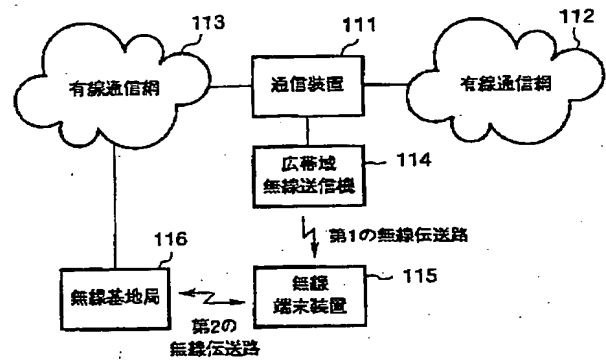 113
111
112
有線通信網
通信装置
有線通信網
広帯域
無線送信機
114
第1の無線伝送路
116
無線基地局
無線
端末装置
115
第2の
無線伝送路